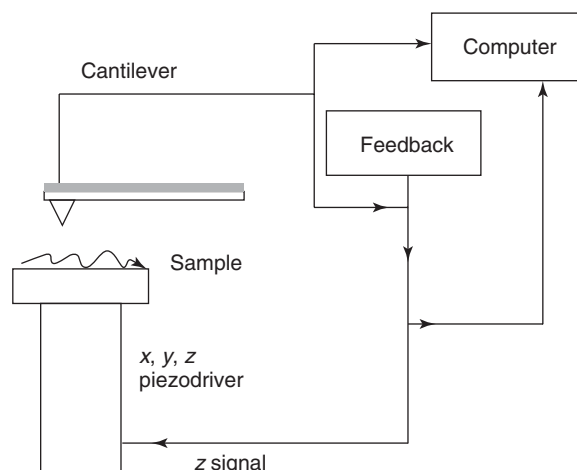 Computer
Cantilever
Feedback
Sample
x, y, z
piezodriver
z signal